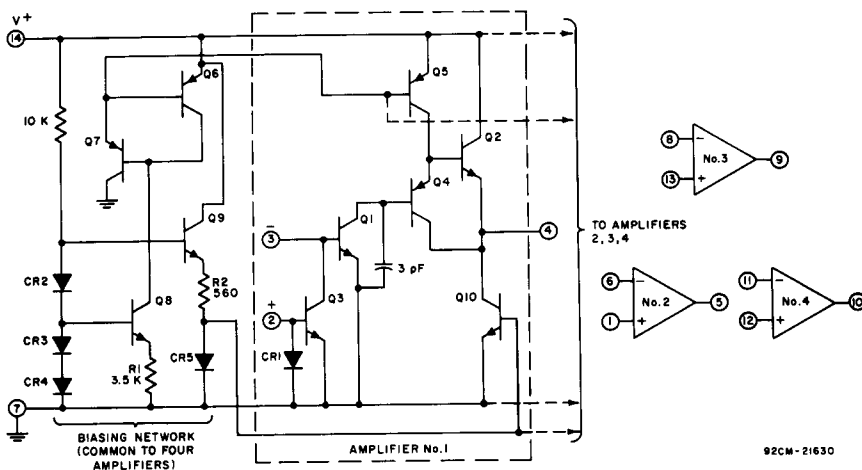 V+
14
Q6
Q5
10 K
Q7
Q2
8
−
No.3
9
13
+
Q4
Q9
Q1
−
3
4
TO AMPLIFIERS
2, 3, 4
3 pF
CR2
R2
560
Q8
Q3
+
2
Q10
6
−
No.2
5
1
+
11
−
No.4
10
12
+
CR3
CR5
CR1
R1
3.5 K
CR4
7
BIASING NETWORK
(COMMON TO FOUR
AMPLIFIERS)
AMPLIFIER No.1
92CM-21630